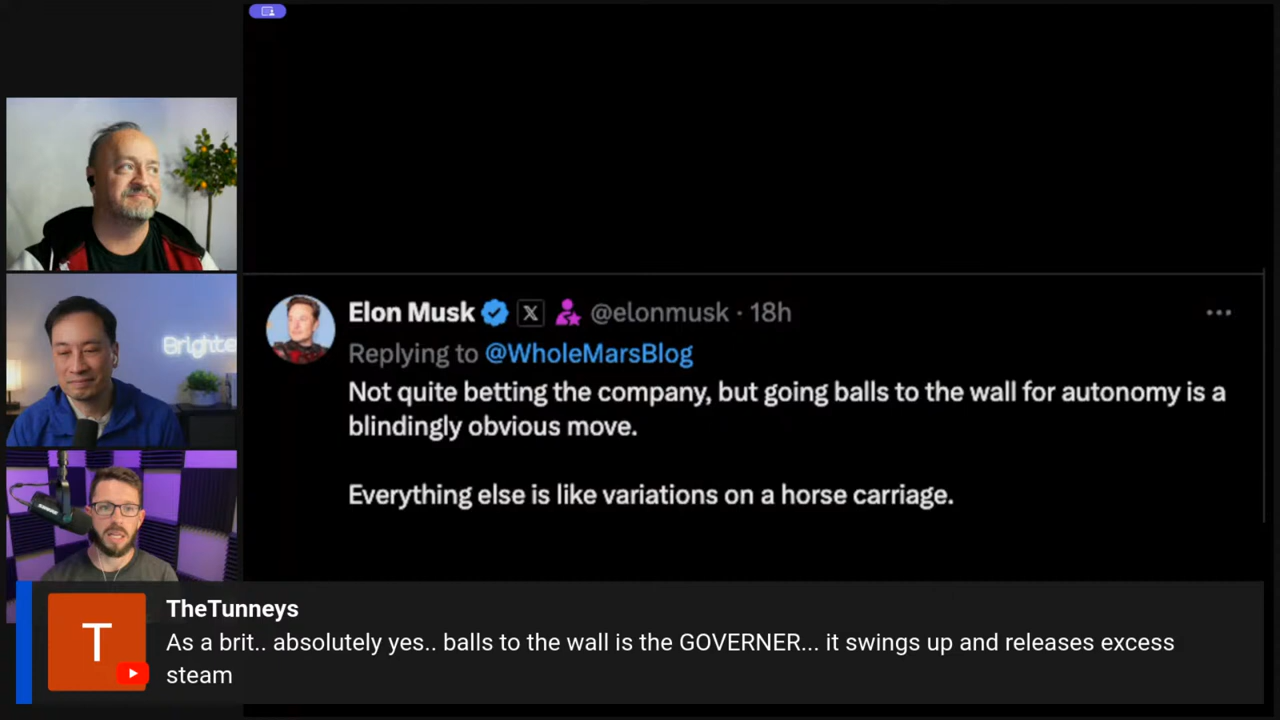 Brighte
Elon Musk X @elonmusk · 18h
Replying to @WholeMarsBlog
Not quite betting the company, but going balls to the wall for autonomy is a
blindingly obvious move.
Everything else is like variations on a horse carriage.
T
TheTunneys
As a brit.. absolutely yes.. balls to the wall is the GOVERNER... it swings up and releases excess
steam